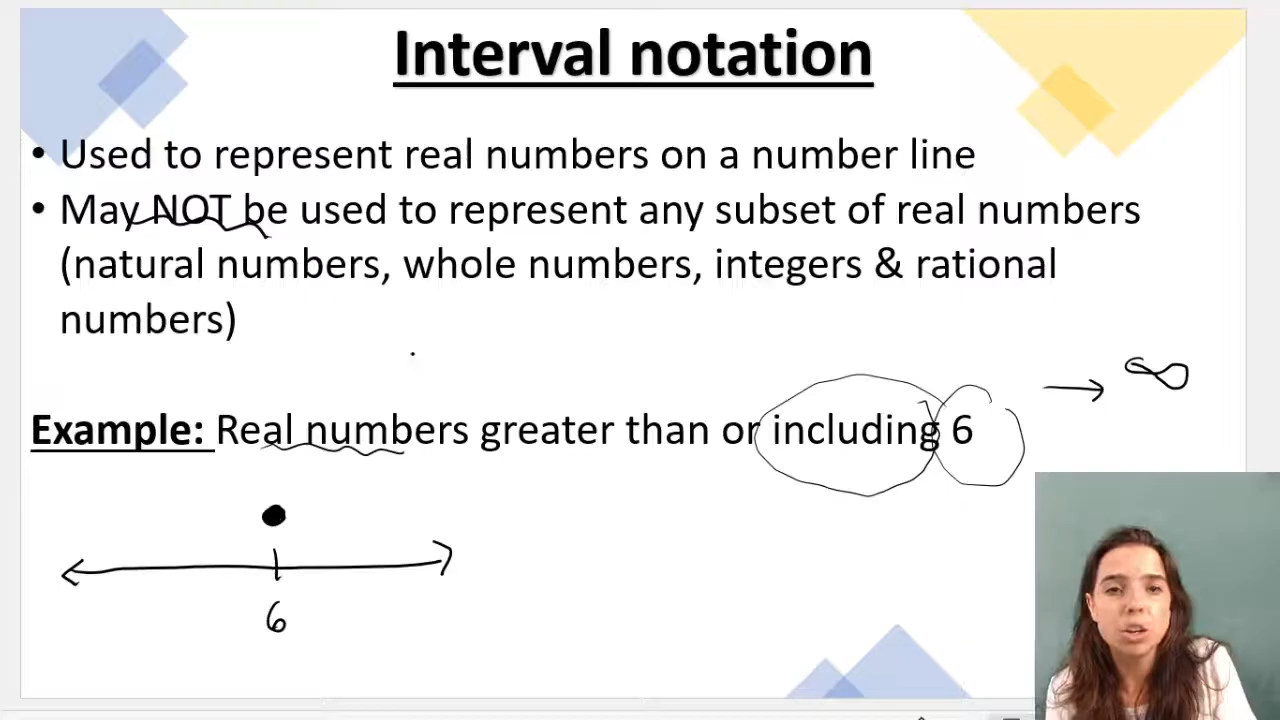 Interval notation
• Used to represent real numbers on a number line
• May NOT be used to represent any subset of real numbers
(natural numbers, whole numbers, integers & rational
numbers)
→ ∞
Example: Real numbers greater than or including 6
6